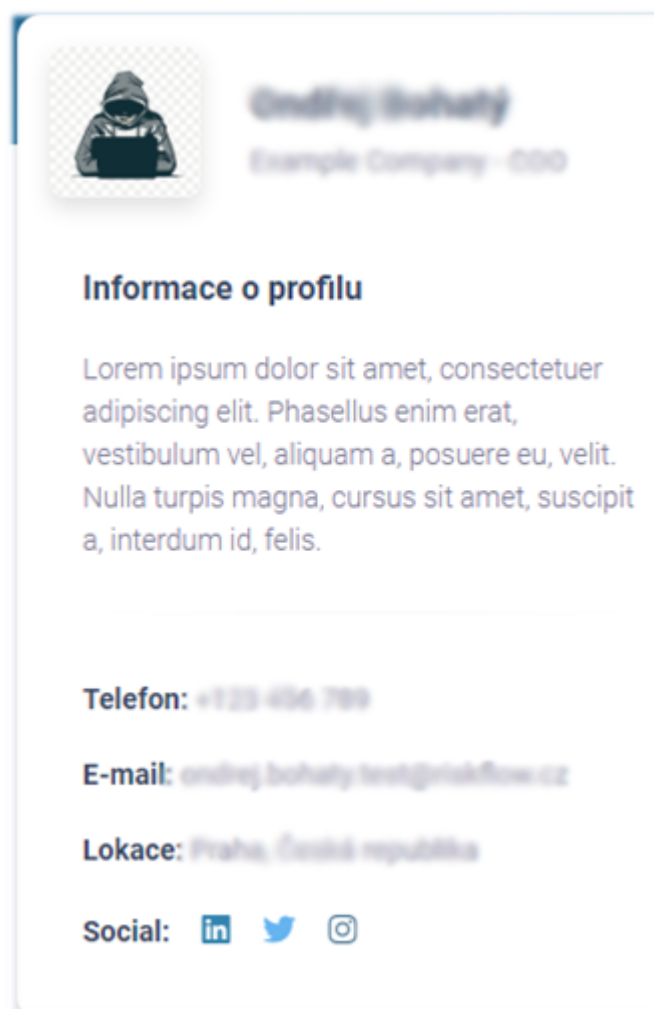 Informace o profilu
Lorem ipsum dolor sit amet, consectetuer
adipiscing elit. Phasellus enim erat,
vestibulum vel, aliquam a, posuere eu, velit.
Nulla turpis magna, cursus sit amet, suscipit
a, interdum id, felis.
Telefon:
E-mail:
Lokace:
Social: